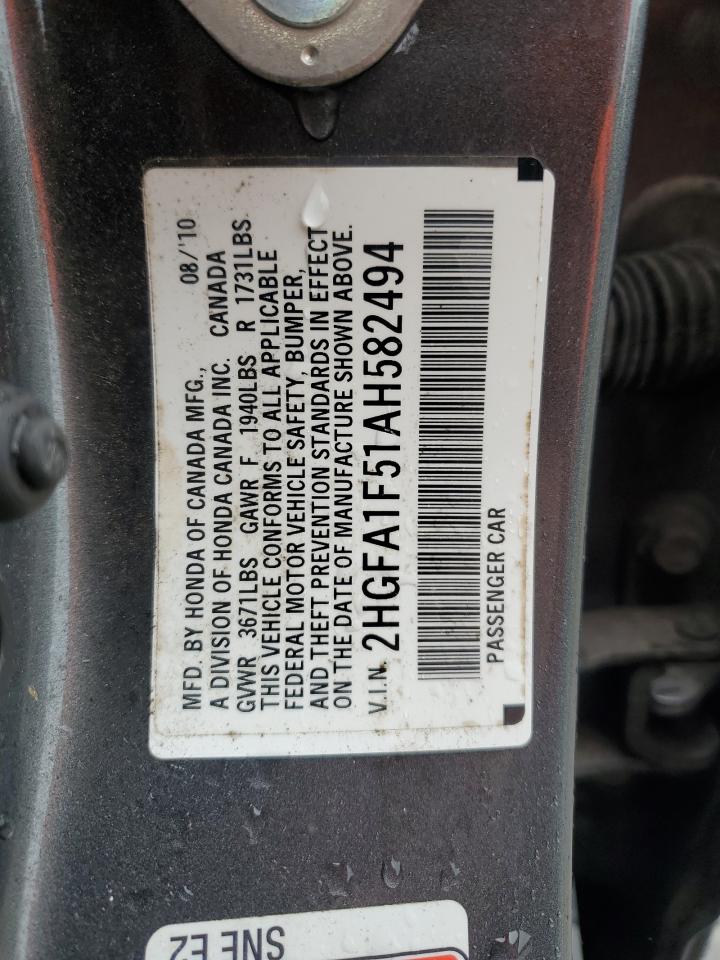 MFD. BY HONDA OF CANADA MFG., 08/'10
A DIVISION OF HONDA CANADA INC. CANADA
GVWR 3671LBS GAWR F 1940LBS R 1731LBS
THIS VEHICLE CONFORMS TO ALL APPLICABLE
FEDERAL MOTOR VEHICLE SAFETY, BUMPER,
AND THEFT PREVENTION STANDARDS IN EFFECT
ON THE DATE OF MANUFACTURE SHOWN ABOVE.
V.I.N. 2HGFA1F51AH582494
PASSENGER CAR
SNE E2